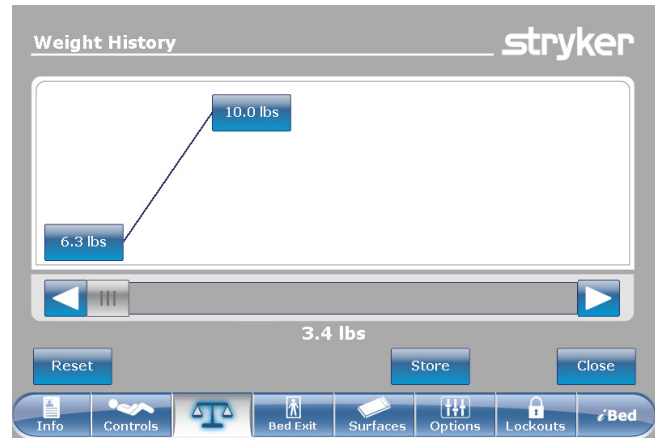 Weight History
stryker
10.0 lbs
6.3 lbs
3.4 lbs
Reset
Store
Close
Info
Controls
Bed Exit
Surfaces
Options
Lockouts
iBed